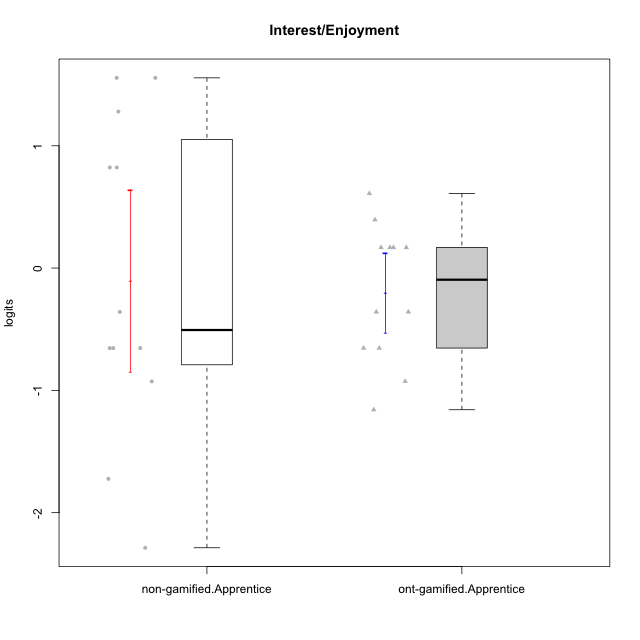 Interest/Enjoyment
logits
1
0
-1
-2
non-gamified.Apprentice
ont-gamified.Apprentice